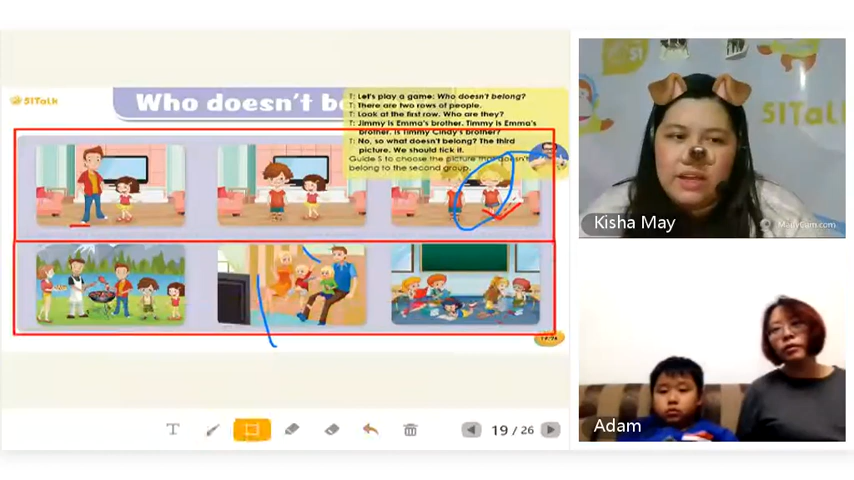 51Talk
Who doesn't b
T: Let's play a game: Who doesn't belong?
T: There are two rows of people.
T: Look at the first row. Who are they?
T: Jimmy is Emma's brother. Timmy is Emma's
brother. Is Timmy Cindy's brother?
T: No, so what doesn't belong? The third
picture. We should tick it.
Guide S to choose the picture that doesn't
belong to the second group.
51Talk
Kisha May
ManyCam.com
Adam
T
19 / 26